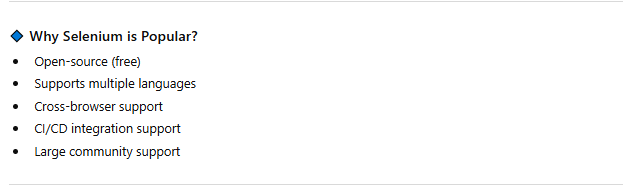 Why Selenium is Popular?
• Open-source (free)
• Supports multiple languages
• Cross-browser support
• CI/CD integration support
• Large community support